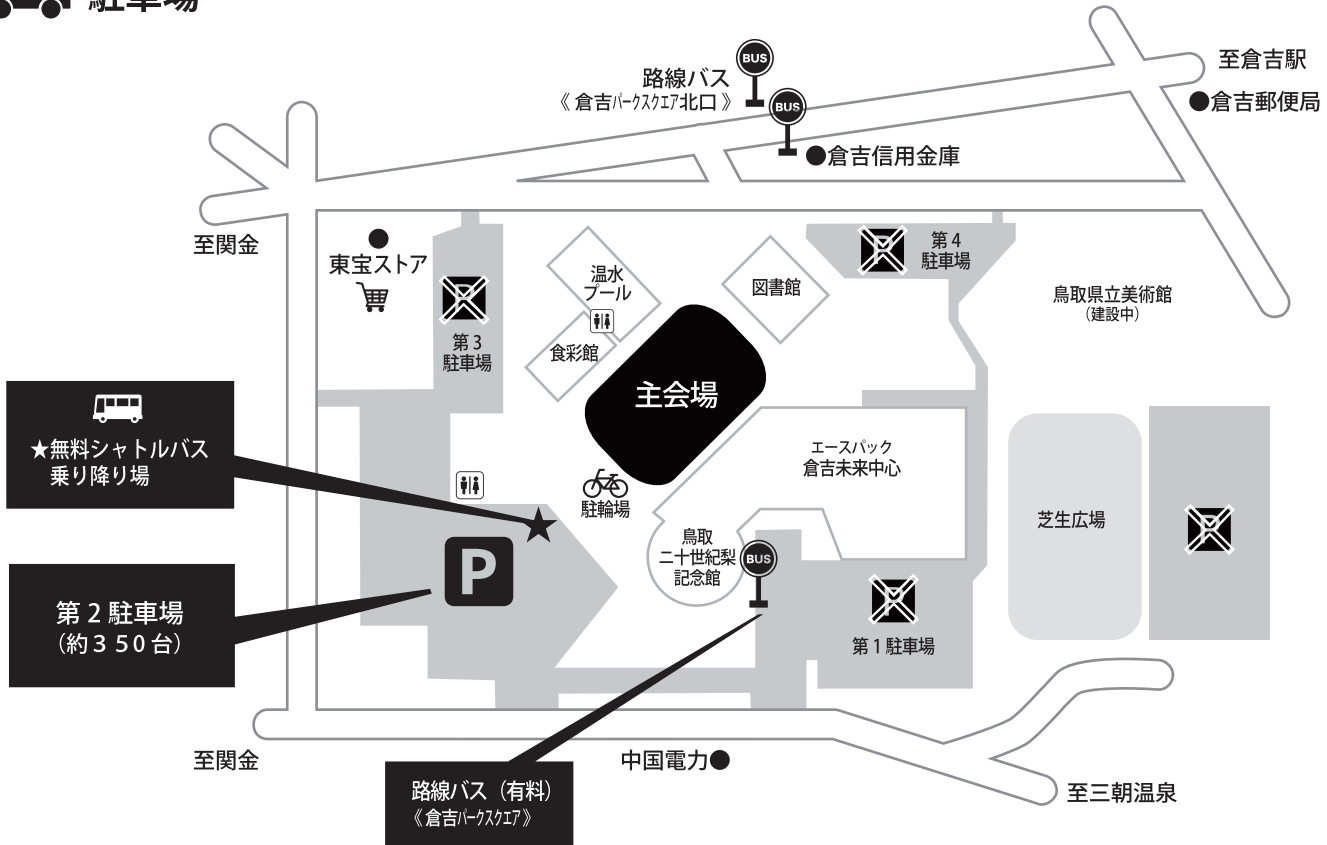 駐車場
BUS
路線バス
《 倉吉パークスクエア北口 》
BUS
至倉吉駅
●倉吉郵便局
●倉吉信用金庫
至関金
東宝ストア
P
第3
駐車場
温水
プール
食彩館
図書館
P
第4
駐車場
鳥取県立美術館
（建設中）
主会場
★無料シャトルバス
乗り降り場
エースパック
倉吉未来中心
駐輪場
鳥取
二十世紀梨
記念館
BUS
芝生広場
P
P
第２駐車場
（約３５０台）
P
第１駐車場
至関金
中国電力●
路線バス（有料）
《 倉吉パークスクエア 》
至三朝温泉